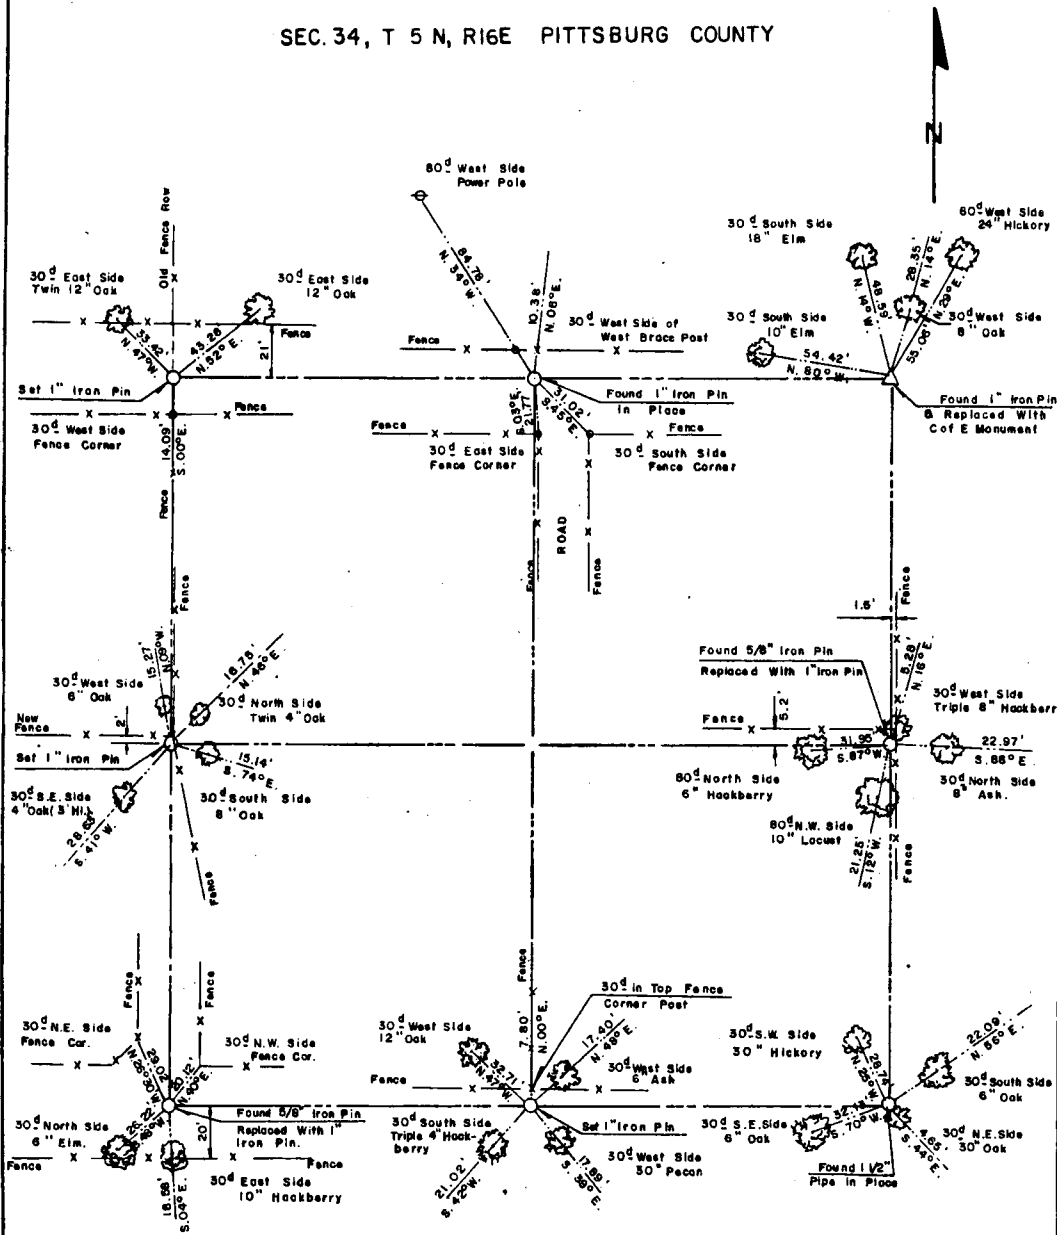 SEC. 34, T 5 N, R16E PITTSBURG COUNTY
N
80ᵈ West Side
Power Pole
84.78'
N. 34° W.
10.38'
N. 08° E.
30ᵈ West Side of
West Brace Post
Fence
Found 1" Iron Pin
In Place
31.02'
S. 45° E.
S. 03° E.
21.77
Fence
Fence
30ᵈ East Side
Fence Corner
30ᵈ South Side
Fence Corner
ROAD
Fence
Fence
Old Fence Row
30ᵈ East Side
Twin 12" Oak
30ᵈ East Side
12" Oak
33.42'
N. 47° W.
43.28'
N. 52° E.
Fence
21'
Set 1" Iron Pin
Fence
30ᵈ West Side
Fence Corner
14.09'
S. 00° E.
Fence
Fence
30ᵈ South Side
18" Elm
60ᵈ West Side
24" Hickory
28.35'
N. 14° E.
48.59'
N. 14° W.
N. 29° E.
55.08'
30ᵈ West Side
8" Oak
30ᵈ South Side
10" Elm
54.42'
N. 80° W.
Found 1" Iron Pin
& Replaced With
C of E Monument
15.27'
N. 09° W.
18.75'
N. 46° E.
30ᵈ West Side
6" Oak
30ᵈ North Side
Twin 4" Oak
New
Fence
2'
Set 1" Iron Pin
15.14'
S. 74° E.
30ᵈ South Side
8" Oak
30ᵈ S.E. Side
4" Oak (3' Hi.)
S. 41° W.
Fence
1.5'
Fence
Found 5/8" Iron Pin
Replaced With 1" Iron Pin
5.28'
N. 16° E.
30ᵈ West Side
Triple 8" Hackberry
Fence
5.2'
31.95'
S. 87° W.
22.97'
S. 88° E.
80ᵈ North Side
6" Hackberry
30ᵈ North Side
8" Ash.
80ᵈ N.W. Side
10" Locust
21.25'
S. 12° W.
Fence
Fence
Fence
30ᵈ N.E. Side
Fence Cor.
30ᵈ N.W. Side
Fence Cor.
29.02'
N. 28° 30' W.
20.12'
30ᵈ North Side
6" Elm.
Found 5/8" Iron Pin
Replaced With 1"
Iron Pin.
20'
Fence
Fence
30ᵈ East Side
10" Hackberry
18.68'
S. 04° E.
Fence
7.80'
N. 00° E.
30ᵈ in Top Fence
Corner Post
30ᵈ West Side
12" Oak
17.40'
N. 48° E.
30ᵈ West Side
6" Ash
Fence
32.71'
N. 47° W.
Set 1" Iron Pin
30ᵈ South Side
Triple 4" Hack-
berry
21.02'
S. 42° W.
30ᵈ West Side
30" Pecan
17.89'
S. 38° E.
30ᵈ S.W. Side
30" Hickory
22.09'
N. 56° E.
28.74'
N. 25° W.
30ᵈ South Side
6" Oak
30ᵈ S.E. Side
6" Oak
S. 70° W.
30ᵈ N.E. Side
30" Oak
4.65'
S. 44° E.
Found 1 1/2"
Pipe in Place